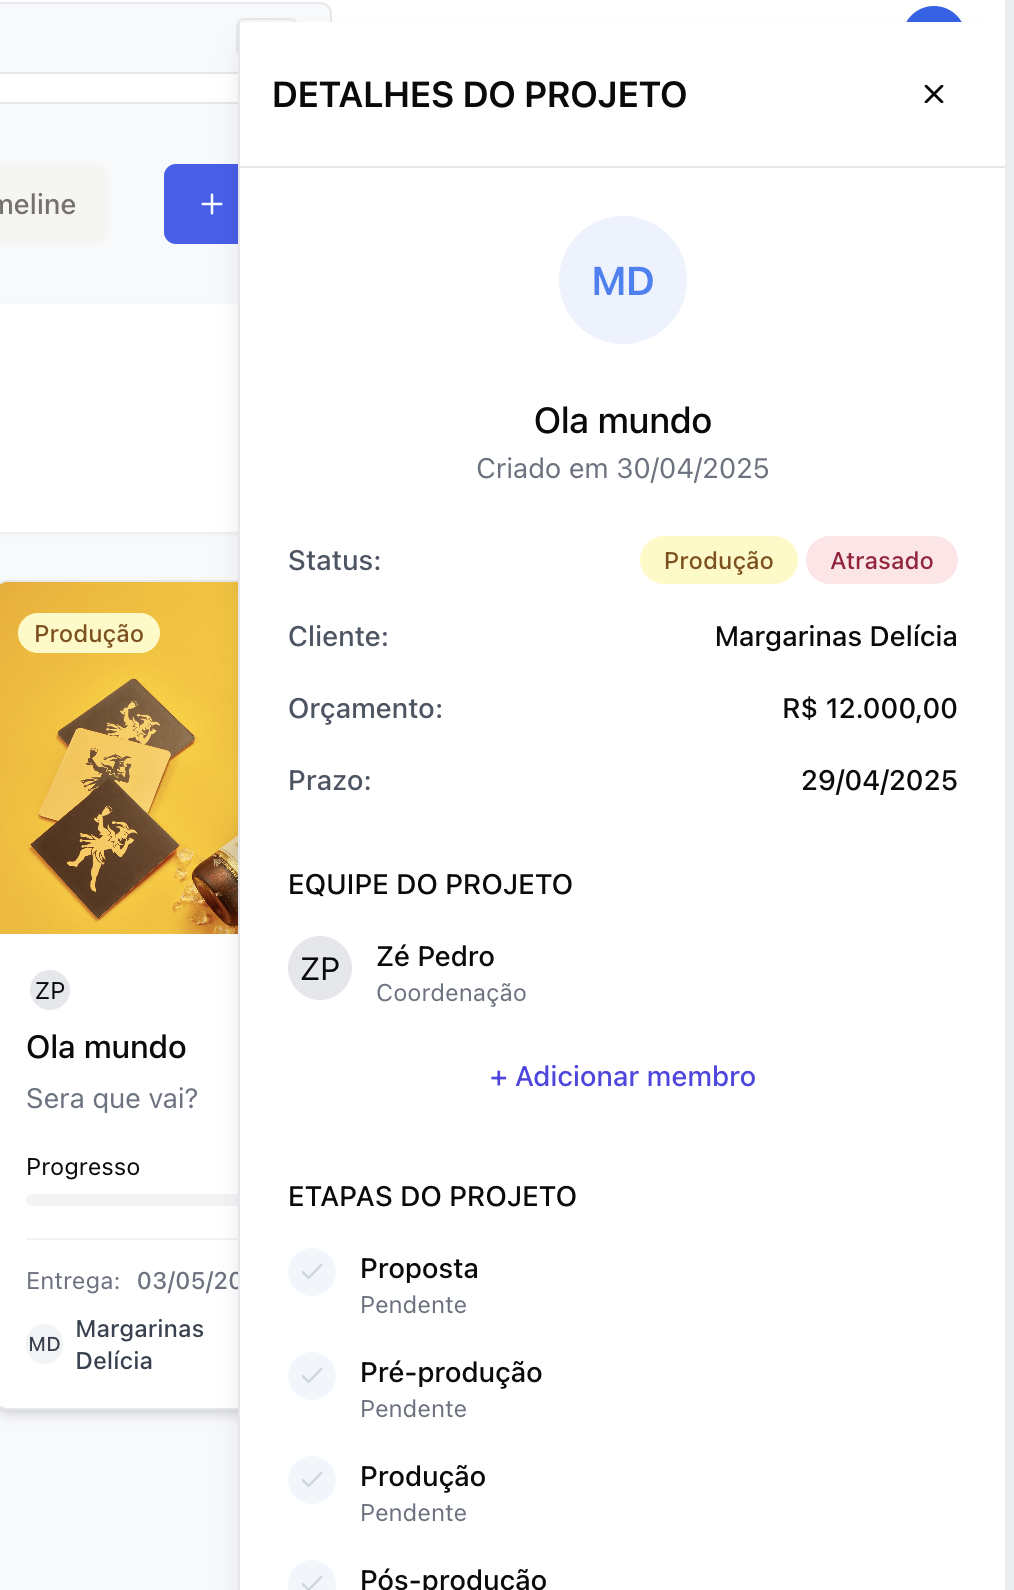 meline
+
Produção
ZP
Ola mundo
Sera que vai?
Progresso
Entrega: 03/05/20
MD
Margarinas
Delícia
DETALHES DO PROJETO
MD
Ola mundo
Criado em 30/04/2025
Status: Produção Atrasado
Cliente: Margarinas Delícia
Orçamento: R$ 12.000,00
Prazo: 29/04/2025
EQUIPE DO PROJETO
ZP
Zé Pedro
Coordenação
+ Adicionar membro
ETAPAS DO PROJETO
Proposta
Pendente
Pré-produção
Pendente
Produção
Pendente
Pós-produção